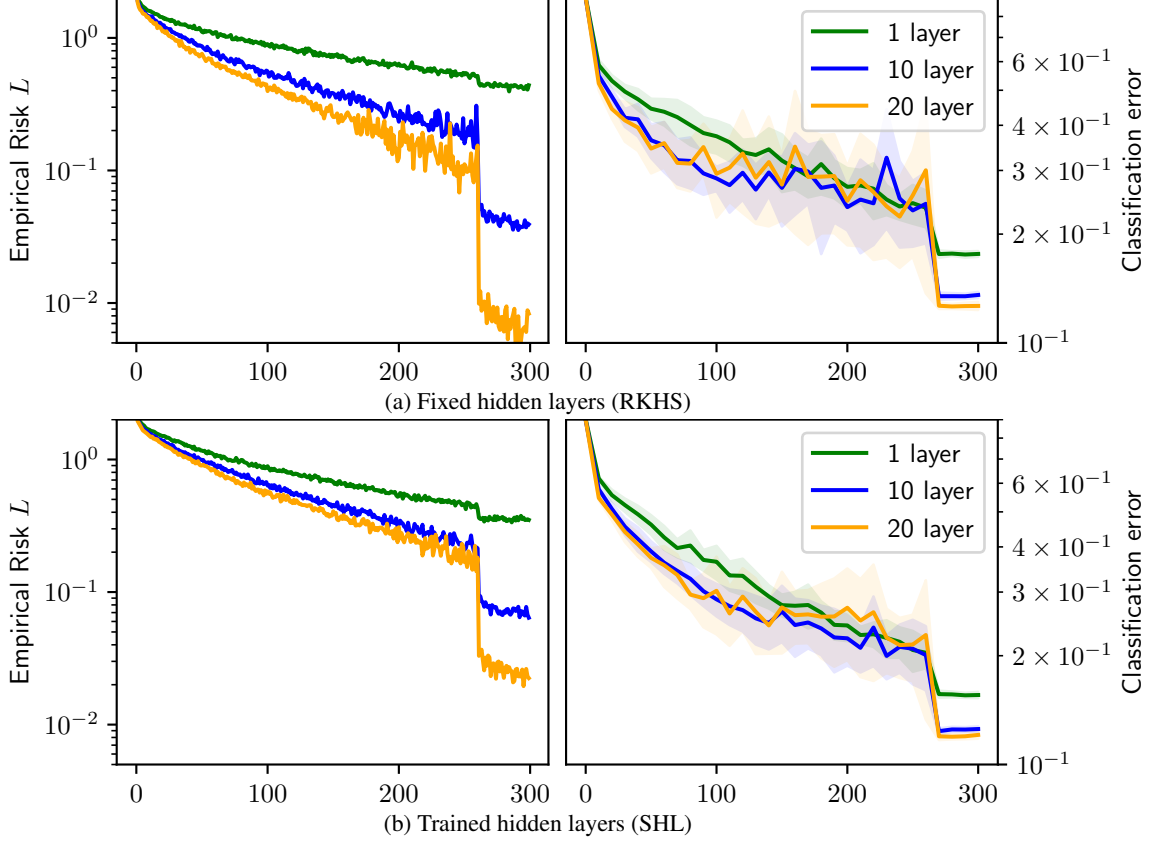 10⁰
10⁻¹
10⁻²
Empirical Risk L
0 100 200 300
1 layer
10 layer
20 layer
6 × 10⁻¹
4 × 10⁻¹
3 × 10⁻¹
2 × 10⁻¹
10⁻¹
Classification error
0 100 200 300
(a) Fixed hidden layers (RKHS)
10⁰
10⁻¹
10⁻²
Empirical Risk L
0 100 200 300
1 layer
10 layer
20 layer
6 × 10⁻¹
4 × 10⁻¹
3 × 10⁻¹
2 × 10⁻¹
10⁻¹
Classification error
0 100 200 300
(b) Trained hidden layers (SHL)